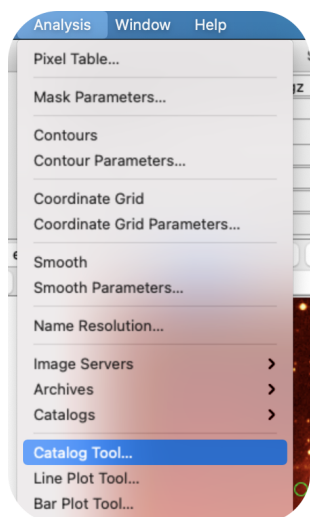 Analysis Window Help
Pixel Table...
gz
Mask Parameters...
Contours
Contour Parameters...
Coordinate Grid
Coordinate Grid Parameters...
Smooth
Smooth Parameters...
Name Resolution...
Image Servers
Archives
Catalogs
Catalog Tool...
Line Plot Tool...
Bar Plot Tool...